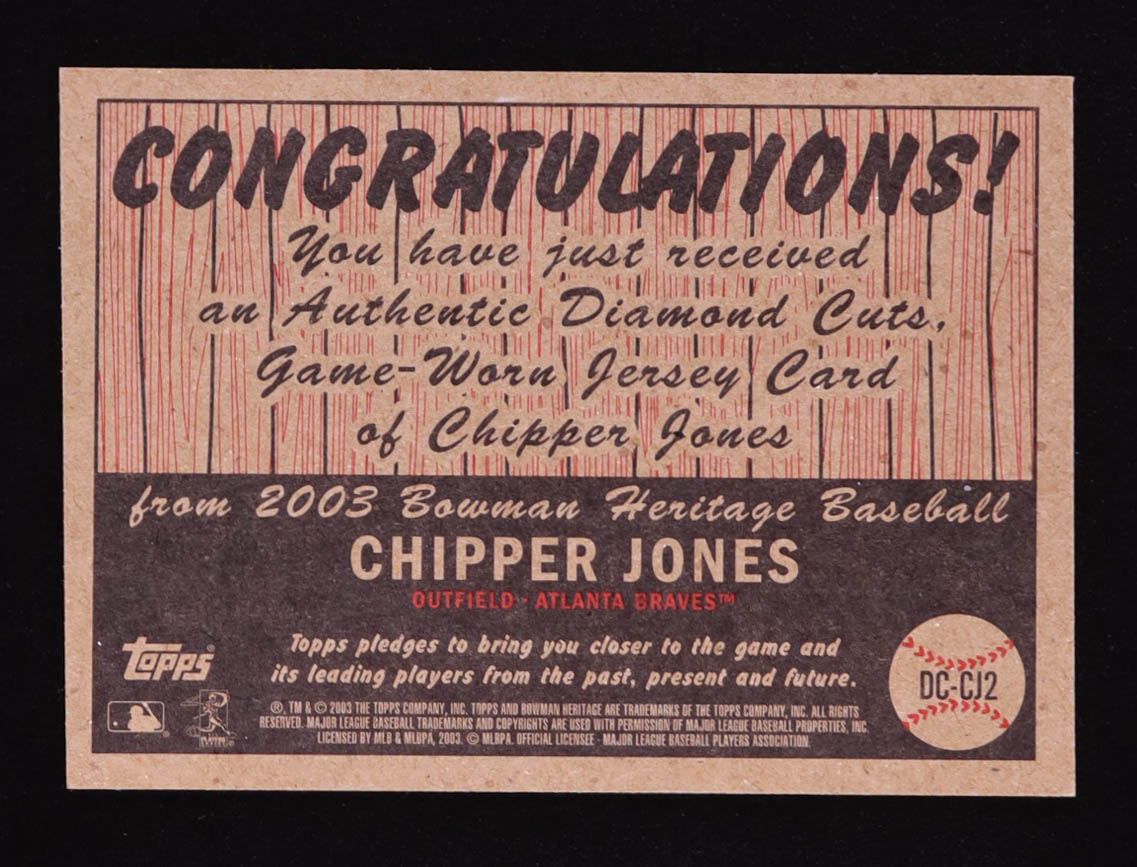 CONGRATULATIONS!
You have just received
an Authentic Diamond Cuts,
Game-Worn Jersey Card
of Chipper Jones
from 2003 Bowman Heritage Baseball
CHIPPER JONES
OUTFIELD - ATLANTA BRAVES™
Topps pledges to bring you closer to the game and
its leading players from the past, present and future.
topps
DC-CJ2
®, TM & © 2003 THE TOPPS COMPANY, INC. TOPPS AND BOWMAN HERITAGE ARE TRADEMARKS OF THE TOPPS COMPANY, INC. ALL RIGHTS
RESERVED. MAJOR LEAGUE BASEBALL TRADEMARKS AND COPYRIGHTS ARE USED WITH PERMISSION OF MAJOR LEAGUE BASEBALL PROPERTIES, INC.
LICENSED BY MLB & MLBPA, 2003. © MLBPA. OFFICIAL LICENSEE - MAJOR LEAGUE BASEBALL PLAYERS ASSOCIATION.